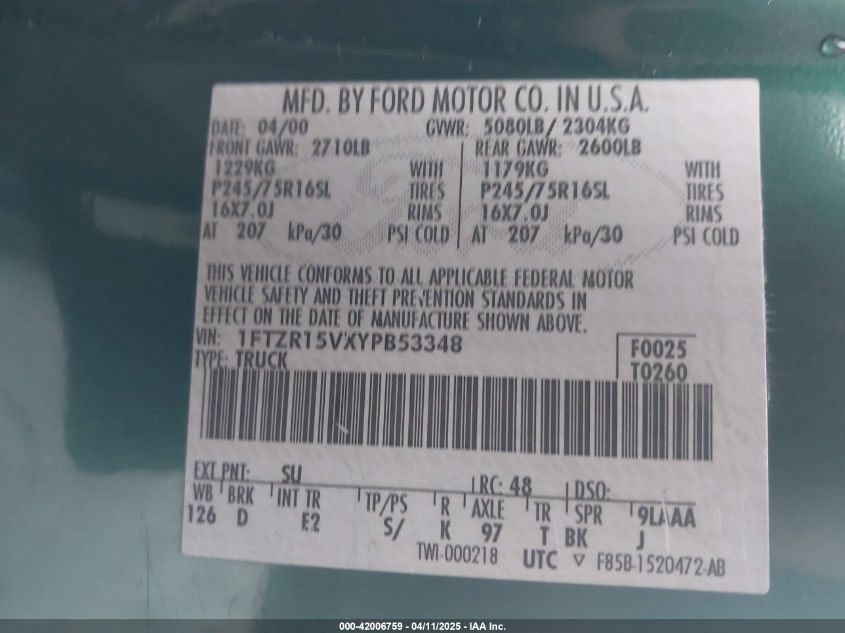 MFD. BY FORD MOTOR CO. IN U.S.A.
DATE: 04/00 GVWR: 5080LB/ 2304KG
FRONT GAWR: 2710LB REAR GAWR: 2600LB
1229KG WITH 1179KG WITH
P245/75R16SL TIRES P245/75R16SL TIRES
16X7.0J RIMS 16X7.0J RIMS
AT 207 kPa/30 PSI COLD AT 207 kPa/30 PSI COLD
THIS VEHICLE CONFORMS TO ALL APPLICABLE FEDERAL MOTOR
VEHICLE SAFETY AND THEFT PREVENTION STANDARDS IN
EFFECT ON THE DATE OF MANUFACTURE SHOWN ABOVE.
VIN: 1FTZR15VXYPB53348 F0025
TYPE: TRUCK T0260
EXT PNT: SU RC: 48 DSO:
WB BRK INT TR TP/PS R AXLE TR SPR 9LAAA
126 D E2 S/ K 97 T BK J
TWI-000218 UTC ▽ F85B-1520472-AB
000-42006759 - 04/11/2025 - IAA Inc.